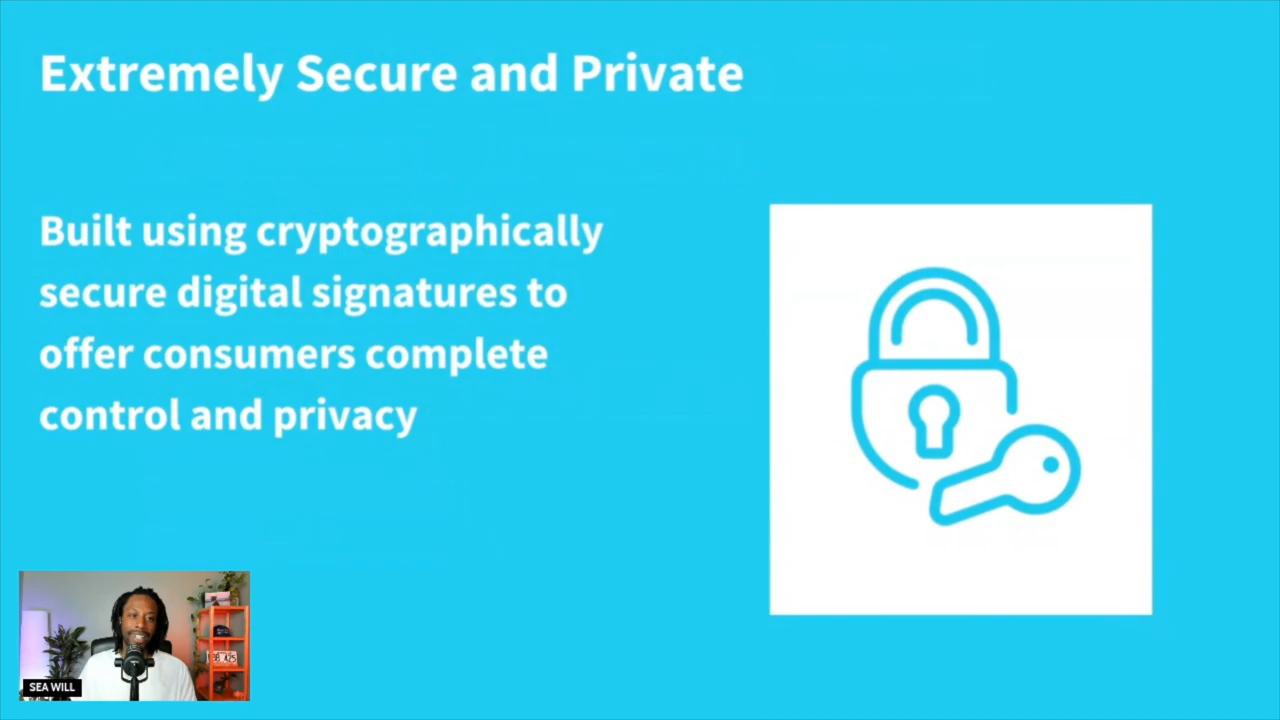 Extremely Secure and Private
Built using cryptographically
secure digital signatures to
offer consumers complete
control and privacy
SEA WILL